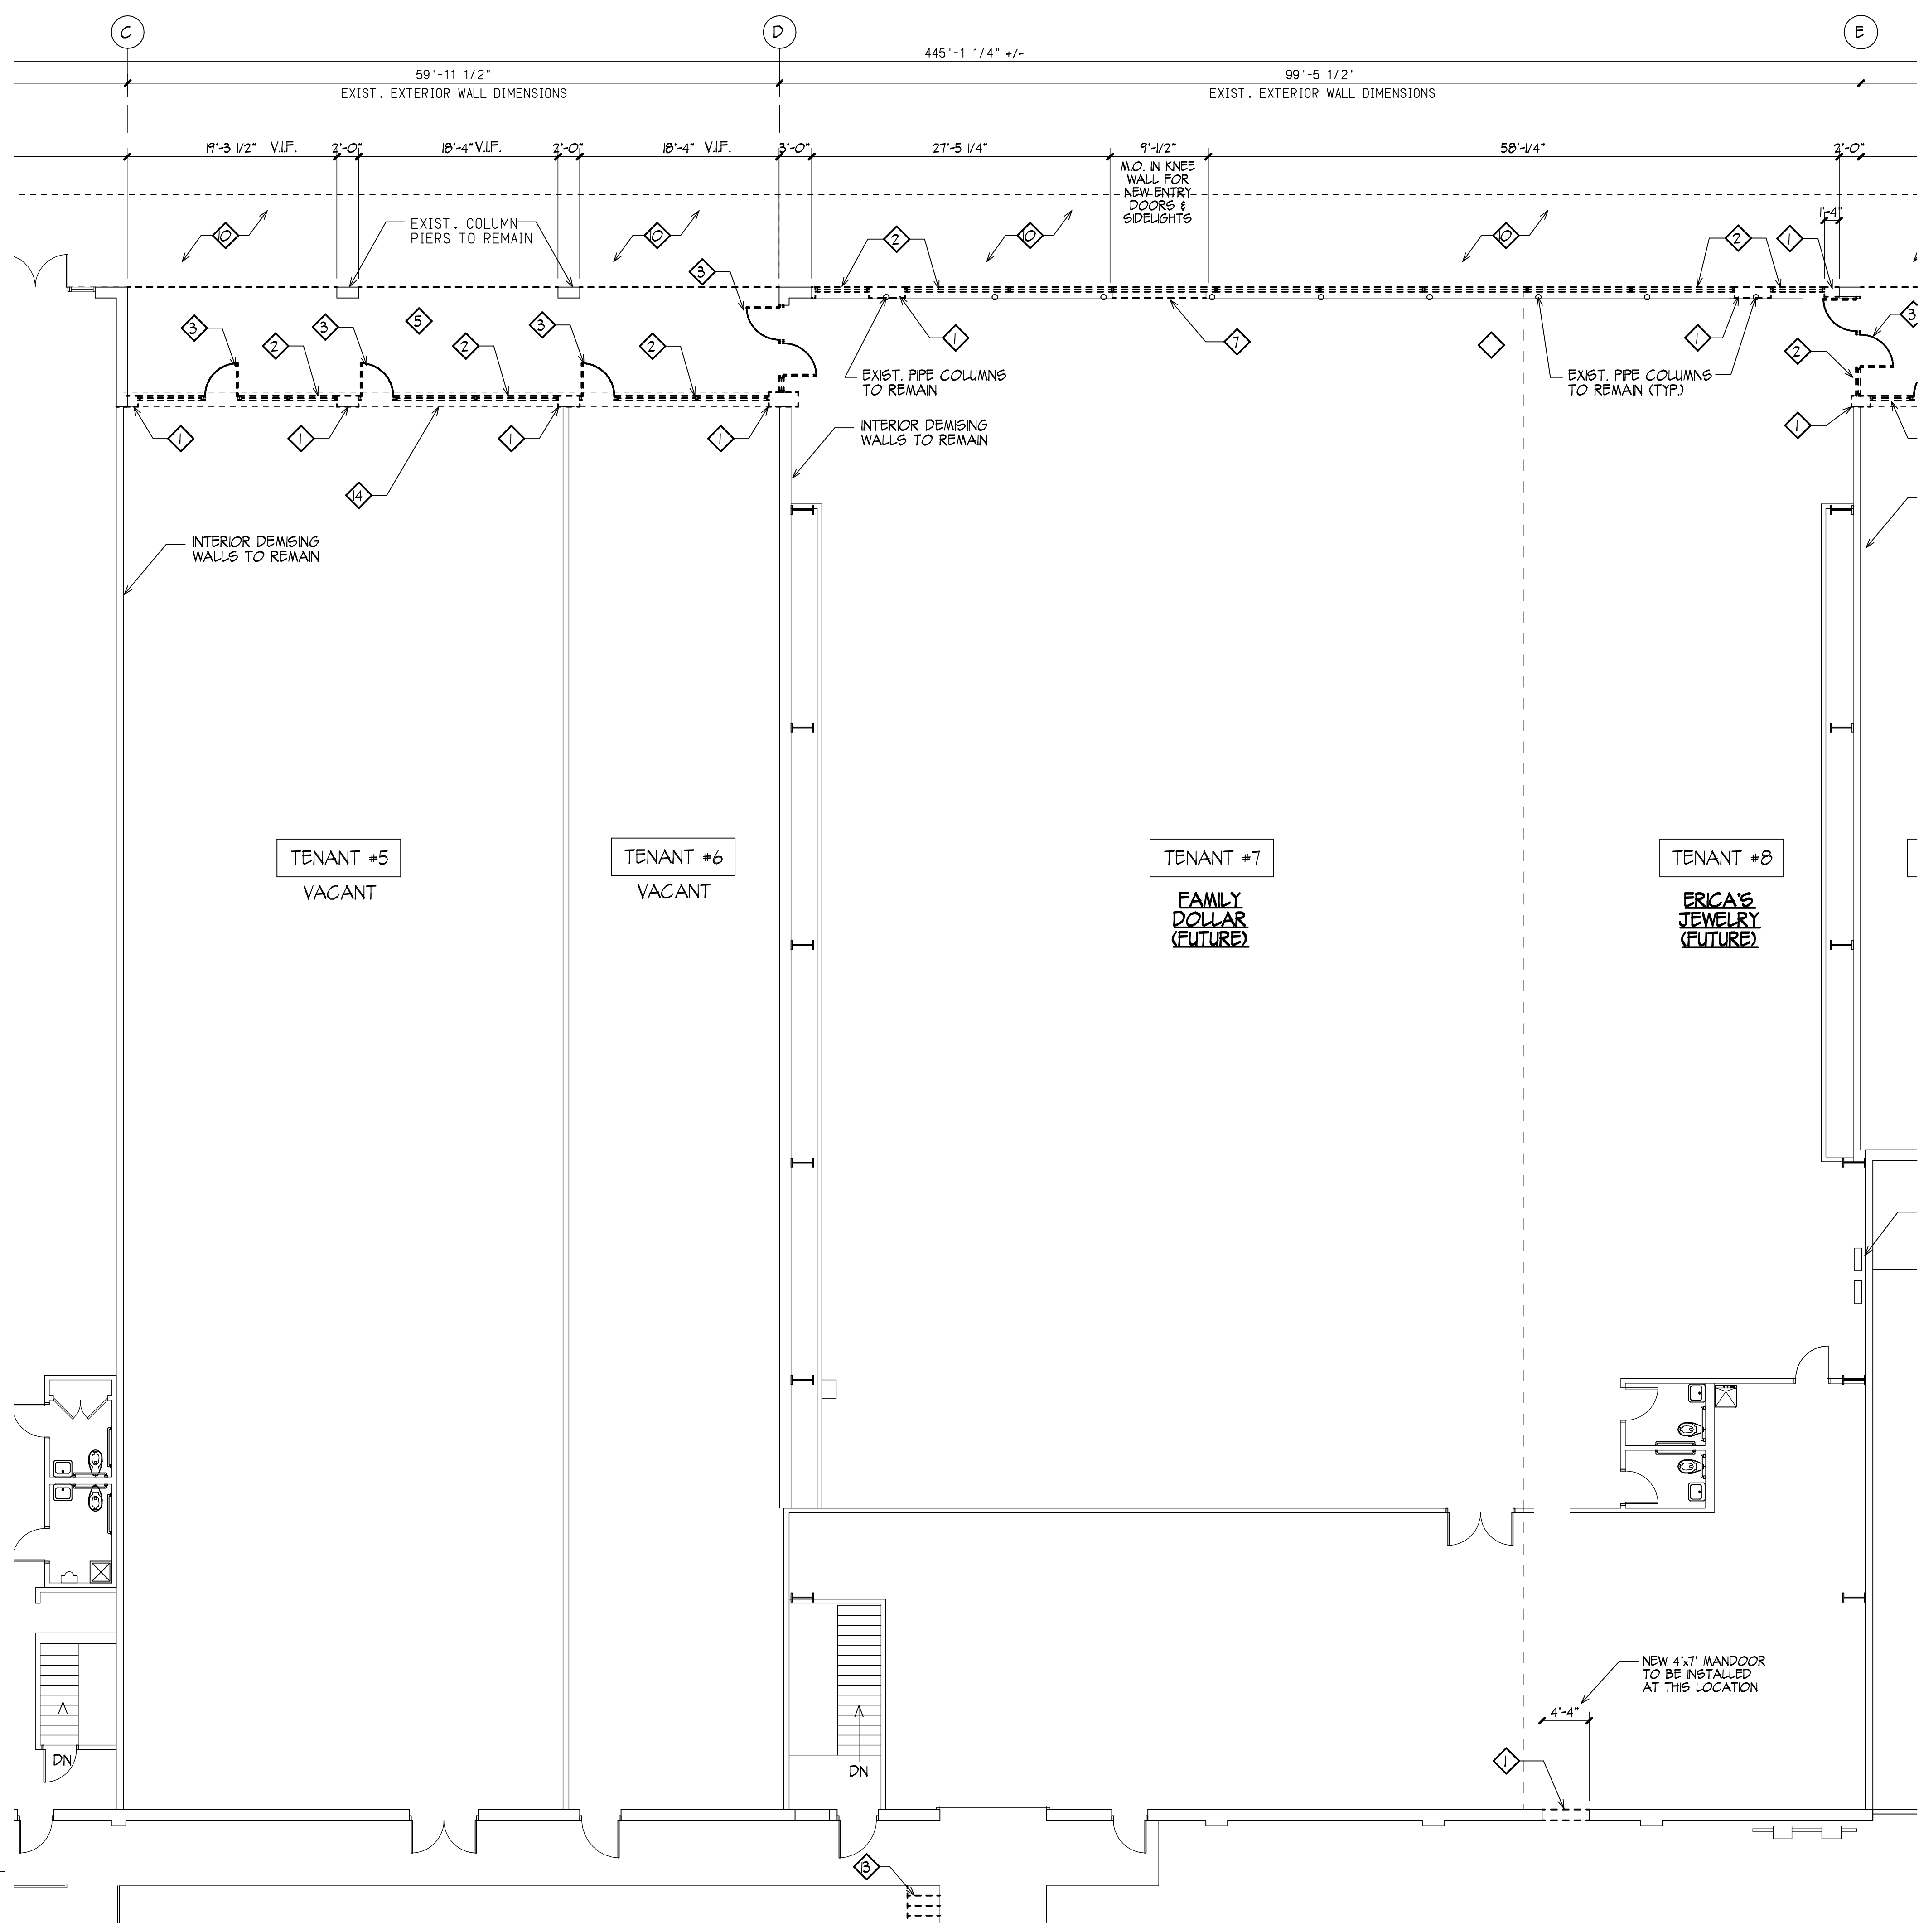 C
D
E
445'-1 1/4" +/-
59'-11 1/2"
99'-5 1/2"
EXIST. EXTERIOR WALL DIMENSIONS
EXIST. EXTERIOR WALL DIMENSIONS
19'-3 1/2" V.I.F.
2'-0"
18'-4" V.I.F.
2'-0"
18'-4" V.I.F.
3'-0"
27'-5 1/4"
9'-1/2"
58'-1/4"
2'-0"
M.O. IN KNEE
WALL FOR
NEW ENTRY
DOORS &
SIDELIGHTS
1'-4"
10
EXIST. COLUMN
PIERS TO REMAIN
10
2
10
10
2
1
3
3
3
5
3
3
2
2
2
1
7
1
2
EXIST. PIPE COLUMNS
TO REMAIN
EXIST. PIPE COLUMNS
TO REMAIN (TYP.)
1
1
1
1
1
INTERIOR DEMISING
WALLS TO REMAIN
14
INTERIOR DEMISING
WALLS TO REMAIN
TENANT #5
VACANT
TENANT #6
VACANT
TENANT #7
FAMILY
DOLLAR
(FUTURE)
TENANT #8
ERICA'S
JEWELRY
(FUTURE)
NEW 4'x7' MANDOOR
TO BE INSTALLED
AT THIS LOCATION
4'-4"
DN
DN
1
13